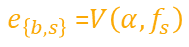 e_{b,s} =V(α, f_s)